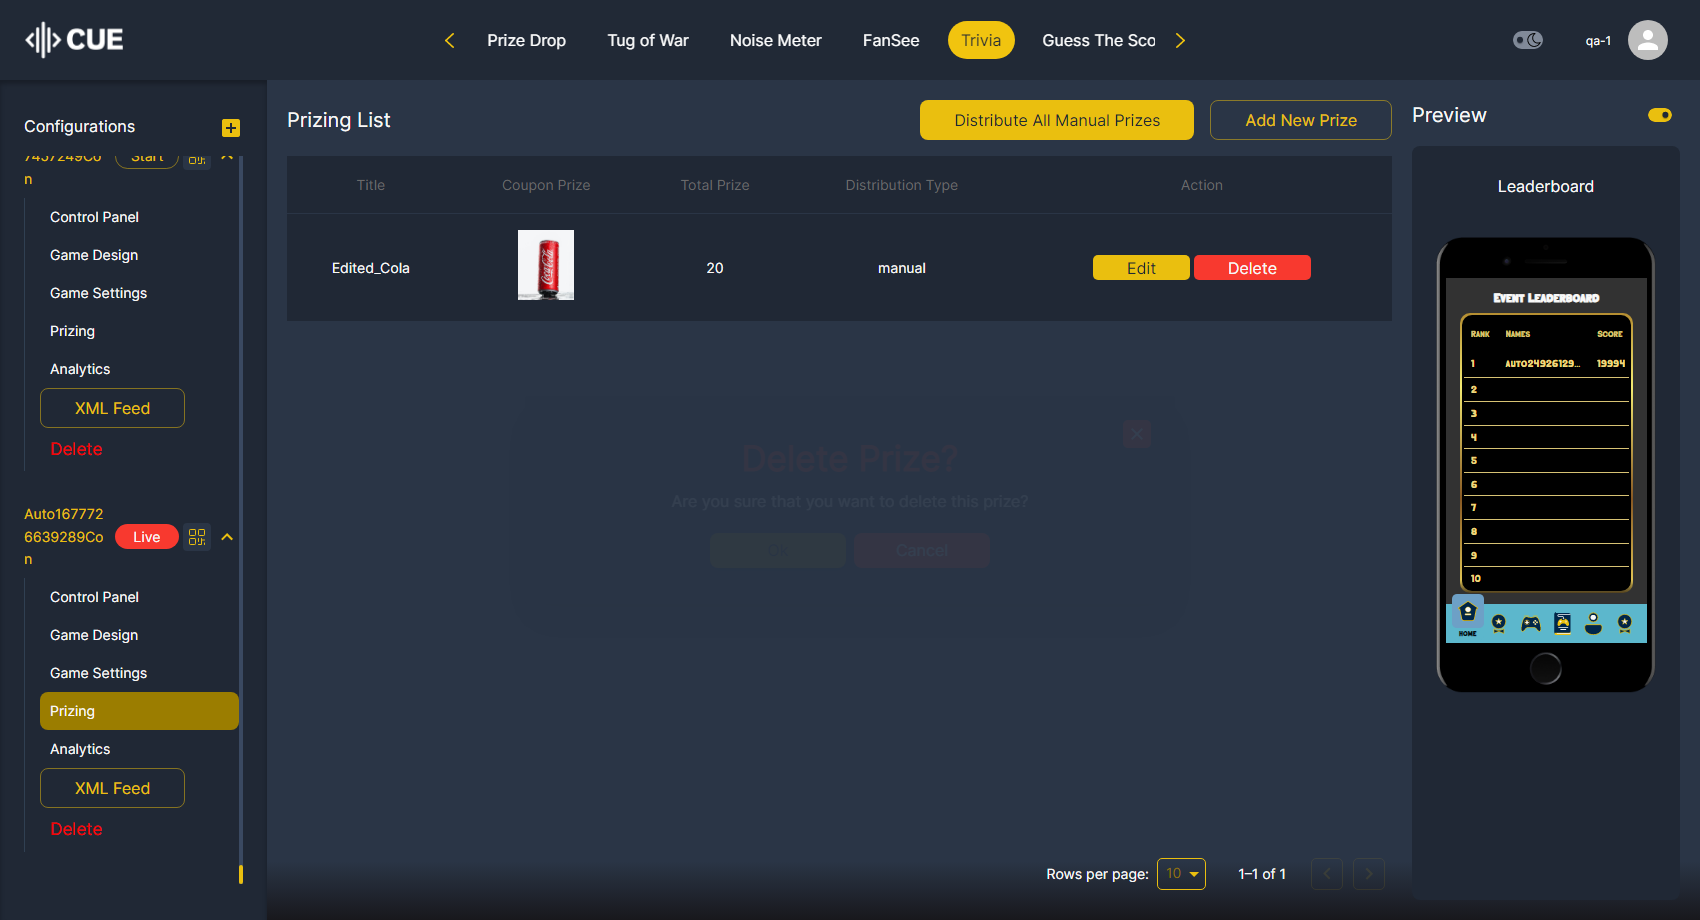 CUE
Prize Drop
Tug of War
Noise Meter
FanSee
Trivia
Guess The Sco
qa-1
Configurations
7457249Co
n
Start
Control Panel
Game Design
Game Settings
Prizing
Analytics
XML Feed
Delete
Auto167772
6639289Co
n
Live
Control Panel
Game Design
Game Settings
Prizing
Analytics
XML Feed
Delete
Prizing List
Distribute All Manual Prizes
Add New Prize
Title
Coupon Prize
Total Prize
Distribution Type
Action
Edited_Cola
Coca-Cola
20
manual
Edit
Delete
Delete Prize?
Are you sure that you want to delete this prize?
Ok
Cancel
Rows per page:
10
1–1 of 1
Preview
Leaderboard
Event Leaderboard
Rank
Names
Score
1
AUTO24926129...
19994
2
3
4
5
6
7
8
9
10
HOME